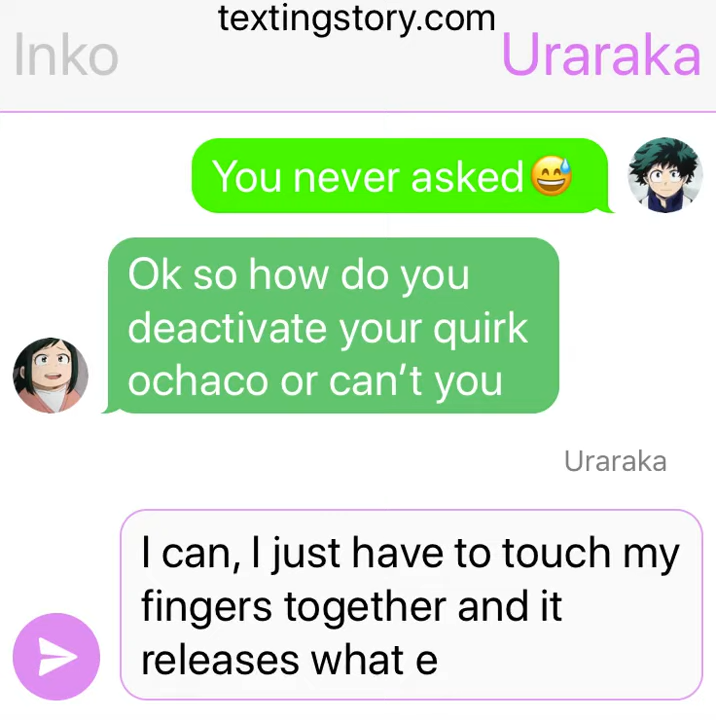 textingstory.com
Inko
Uraraka
You never asked😅
Ok so how do you
deactivate your quirk
ochaco or can't you
Uraraka
I can, I just have to touch my
fingers together and it
releases what e